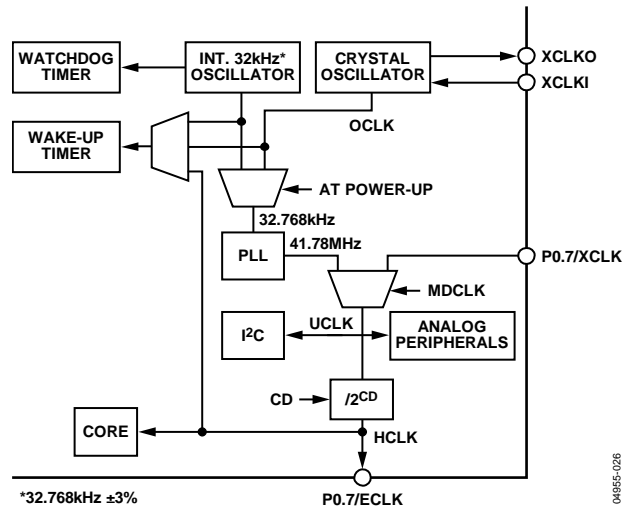 WATCHDOG
TIMER
INT. 32kHz*
OSCILLATOR
CRYSTAL
OSCILLATOR
XCLKO
XCLKI
OCLK
WAKE-UP
TIMER
AT POWER-UP
32.768kHz
PLL
41.78MHz
P0.7/XCLK
MDCLK
I2C
UCLK
ANALOG
PERIPHERALS
CD
/2CD
CORE
HCLK
*32.768kHz ±3%
P0.7/ECLK
04955-026